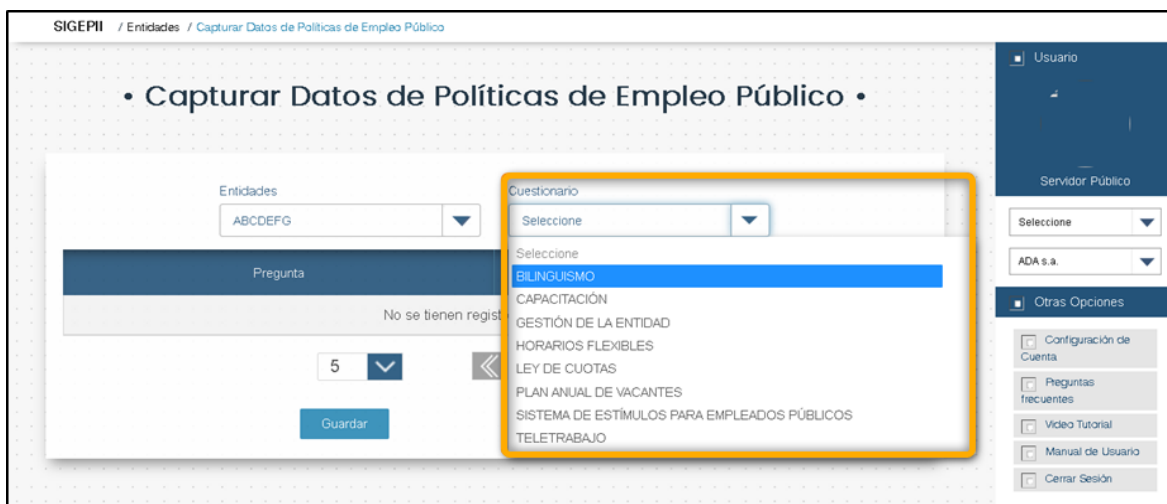 SIGEPII / Entidades / Capturar Datos de Políticas de Empleo Público
• Capturar Datos de Políticas de Empleo Público •
Entidades
ABCDEFG
Cuestionario
Seleccione
Seleccione
BILINGUISMO
CAPACITACIÓN
GESTIÓN DE LA ENTIDAD
HORARIOS FLEXIBLES
LEY DE CUOTAS
PLAN ANUAL DE VACANTES
SISTEMA DE ESTÍMULOS PARA EMPLEADOS PÚBLICOS
TELETRABAJO
Pregunta
No se tienen regist
5
Guardar
Usuario
Servidor Público
Seleccione
ADA s.a.
Otras Opciones
Configuración de
Cuenta
Preguntas
frecuentes
Video Tutorial
Manual de Usuario
Cerrar Sesión